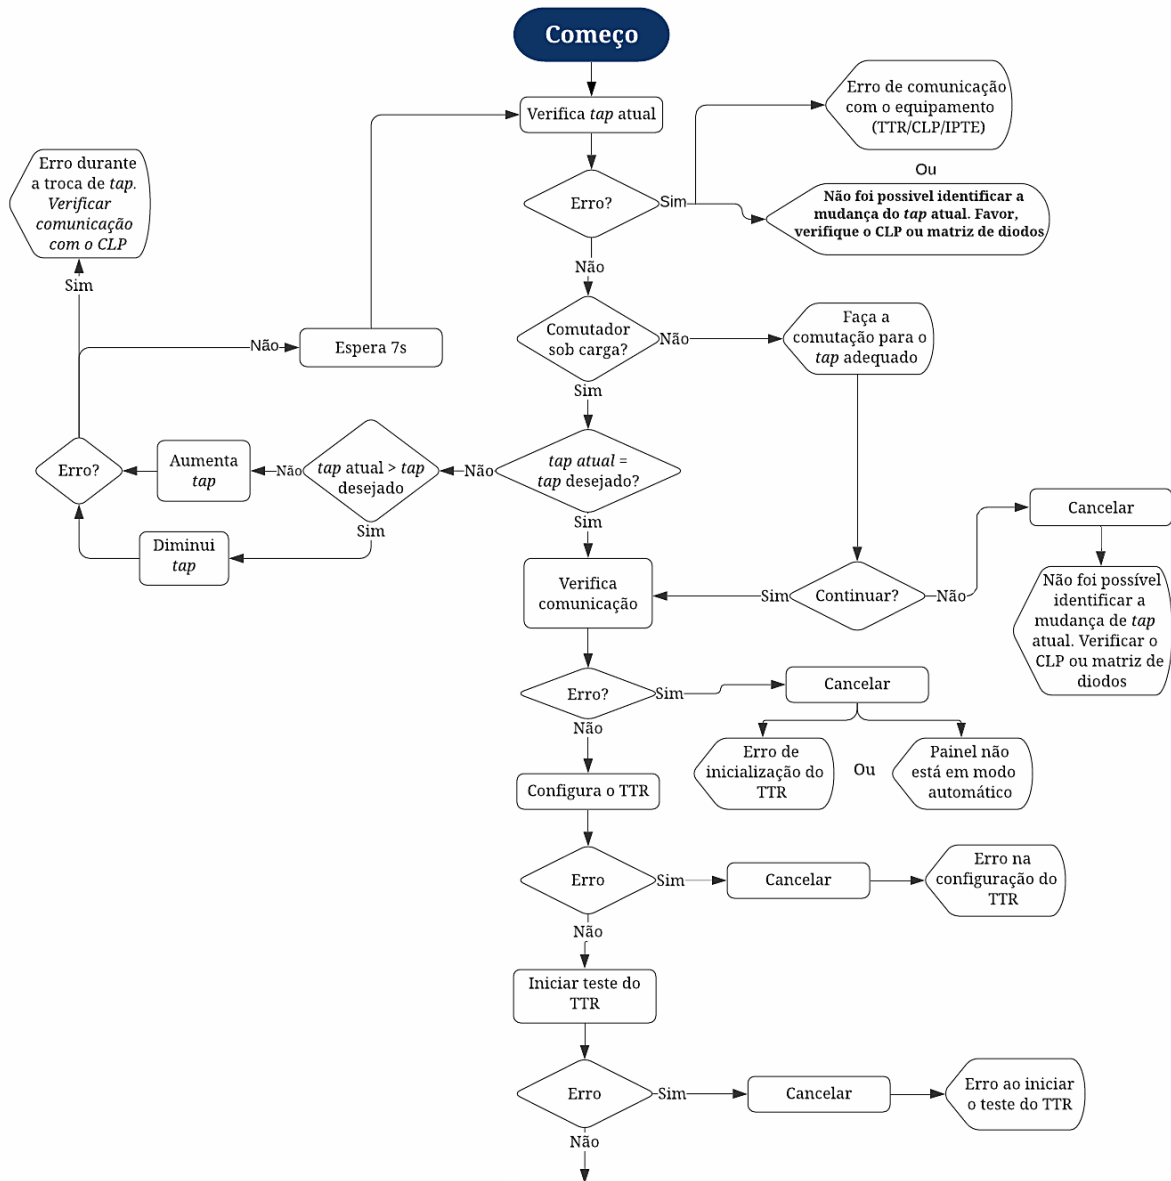 Começo
Verifica tap atual
Erro de comunicação
com o equipamento
(TTR/CLP/IPTE)
Ou
Erro?
Sim
Não foi possivel identificar a
mudança do tap atual. Favor,
verifique o CLP ou matriz de diodos
Erro durante
a troca de tap.
Verificar
comunicação
com o CLP
Sim
Não
Comutador
sob carga?
Não
Faça a
comutação para o
tap adequado
Não
Espera 7s
Sim
tap atual =
tap desejado?
Não
tap atual > tap
desejado
Não
Aumenta
tap
Erro?
Sim
Diminui
tap
Sim
Verifica
comunicação
Sim
Continuar?
Não
Cancelar
Não foi possível
identificar a
mudança de tap
atual. Verificar o
CLP ou matriz de
diodos
Erro?
Sim
Cancelar
Erro de
inicialização do
TTR
Ou
Painel não
está em modo
automático
Não
Configura o TTR
Erro
Sim
Cancelar
Erro na
configuração do
TTR
Não
Iniciar teste do
TTR
Erro
Sim
Cancelar
Erro ao iniciar
o teste do TTR
Não